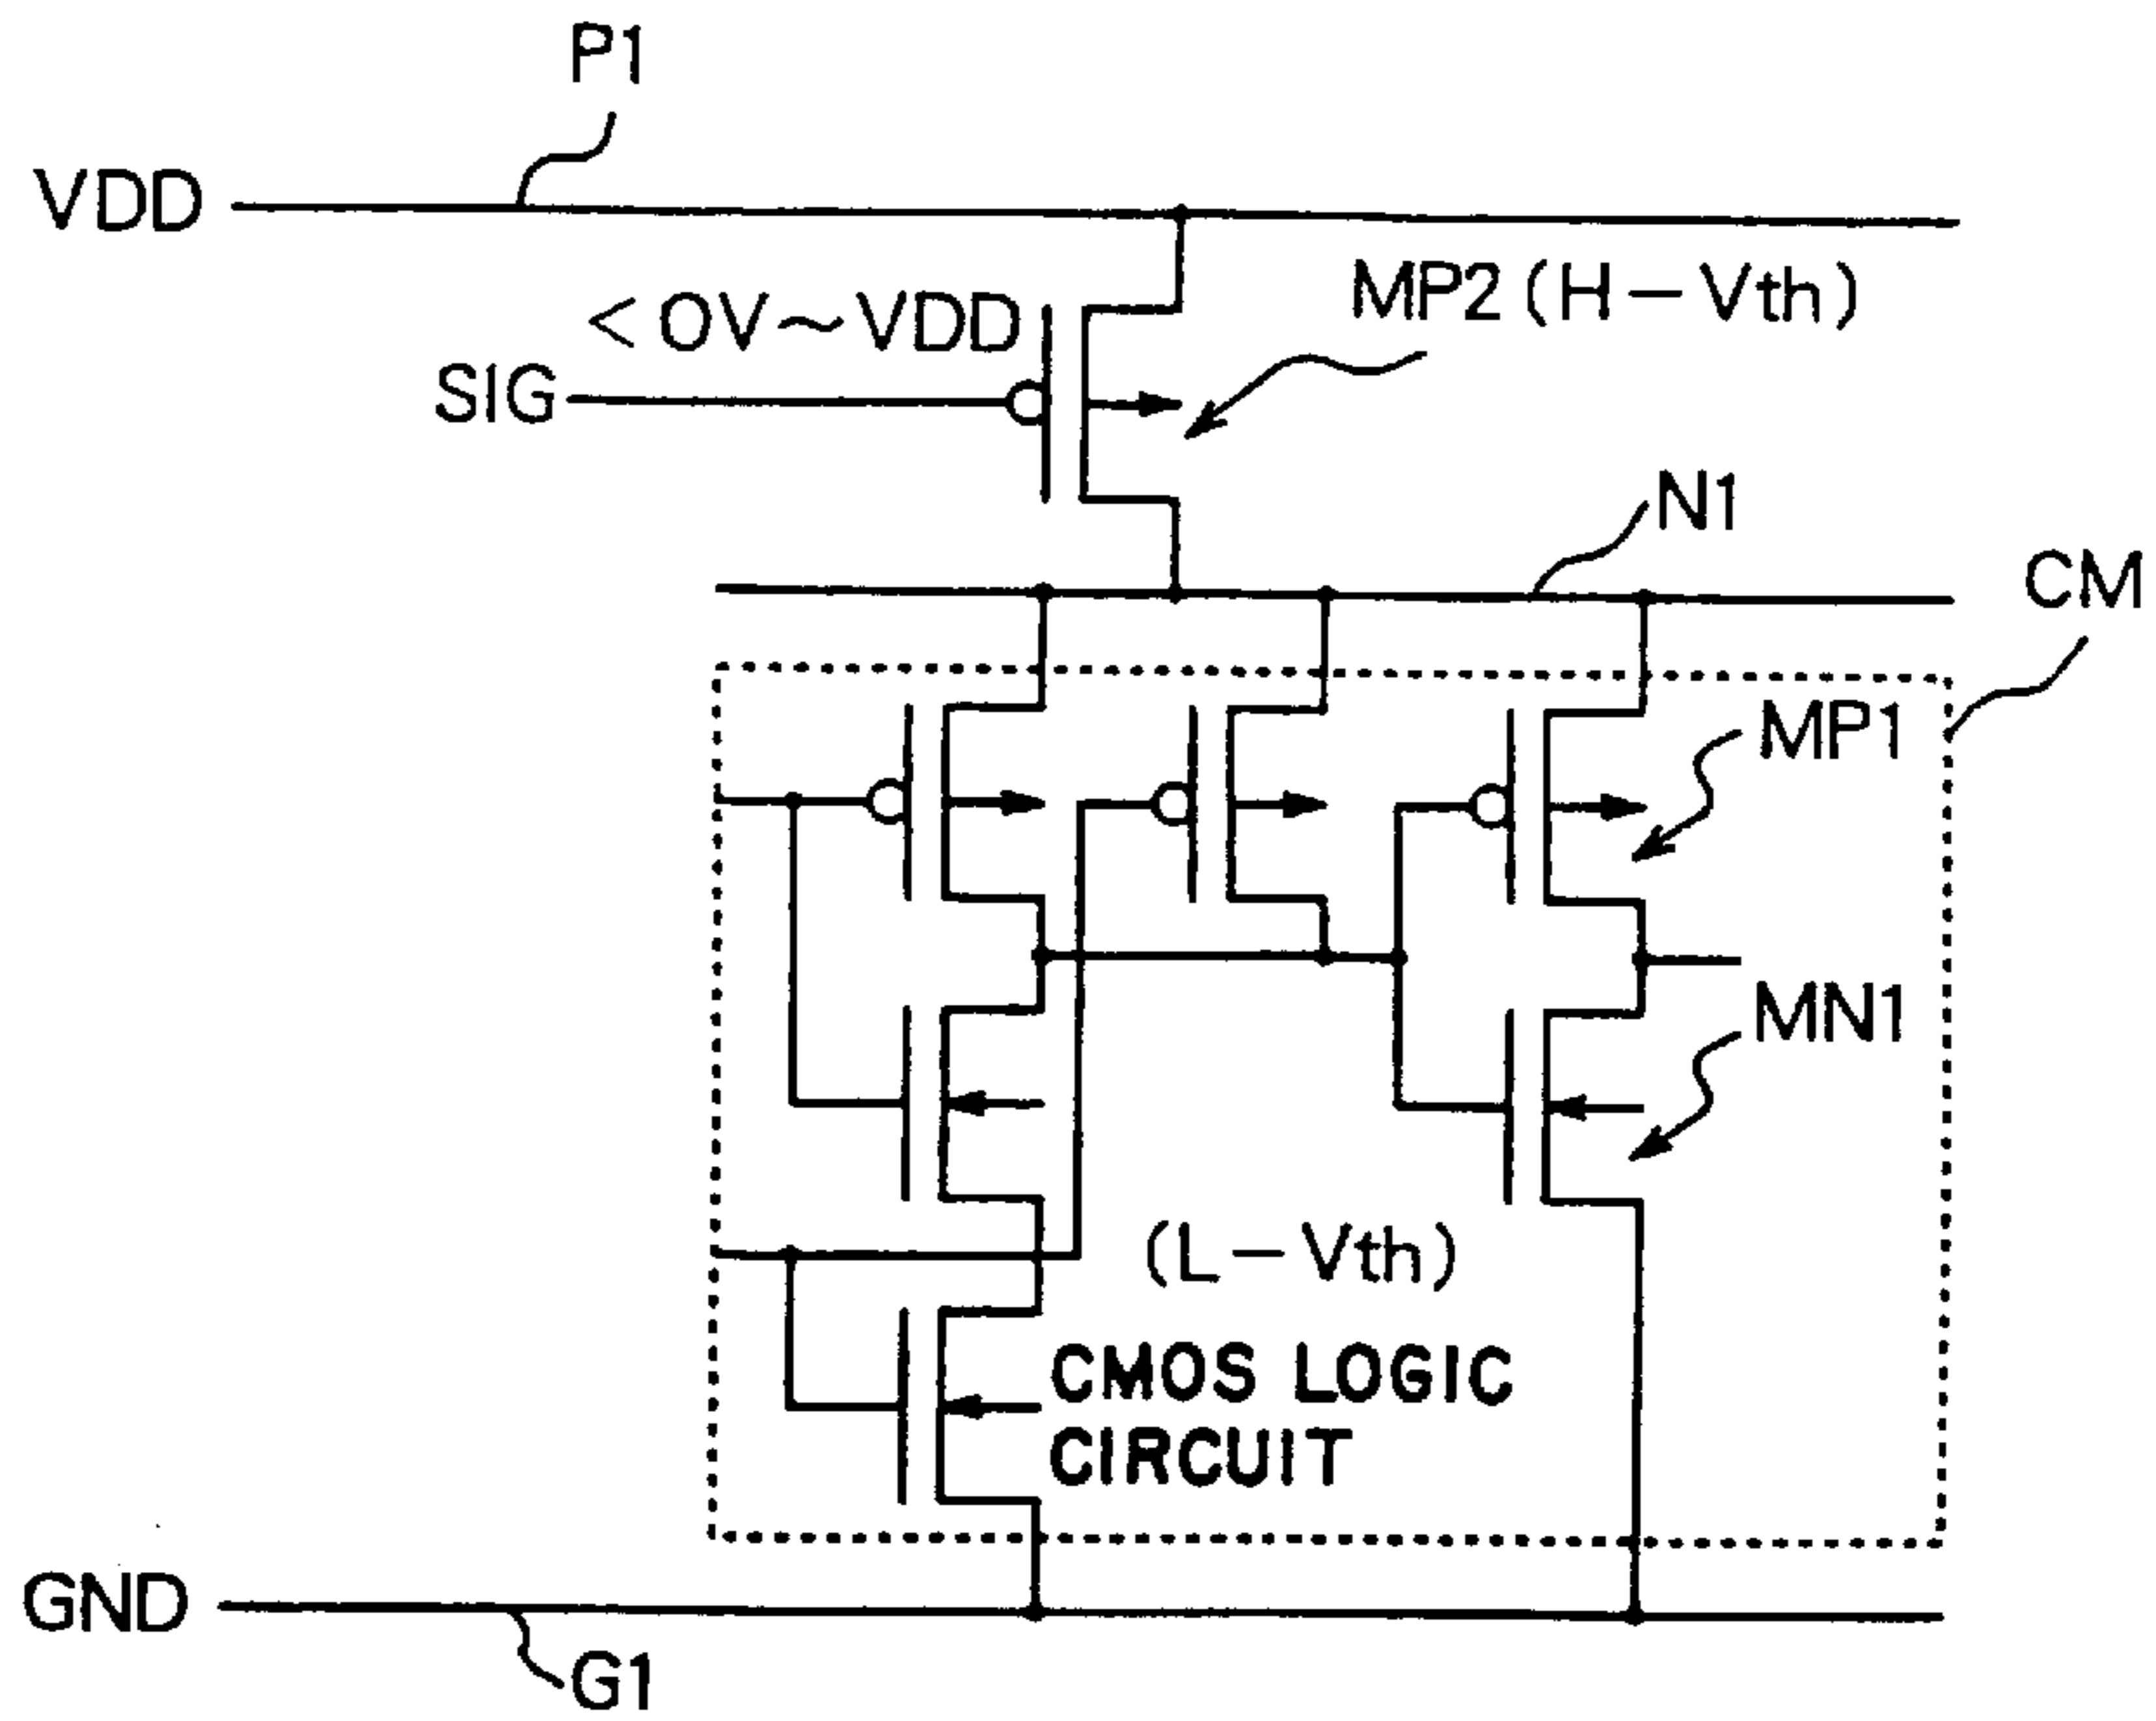 P1
VDD
MP2 (H-Vth)
< 0V~VDD
SIG
N1
CM
MP1
MN1
(L-Vth)
CMOS LOGIC
CIRCUIT
GND
G1